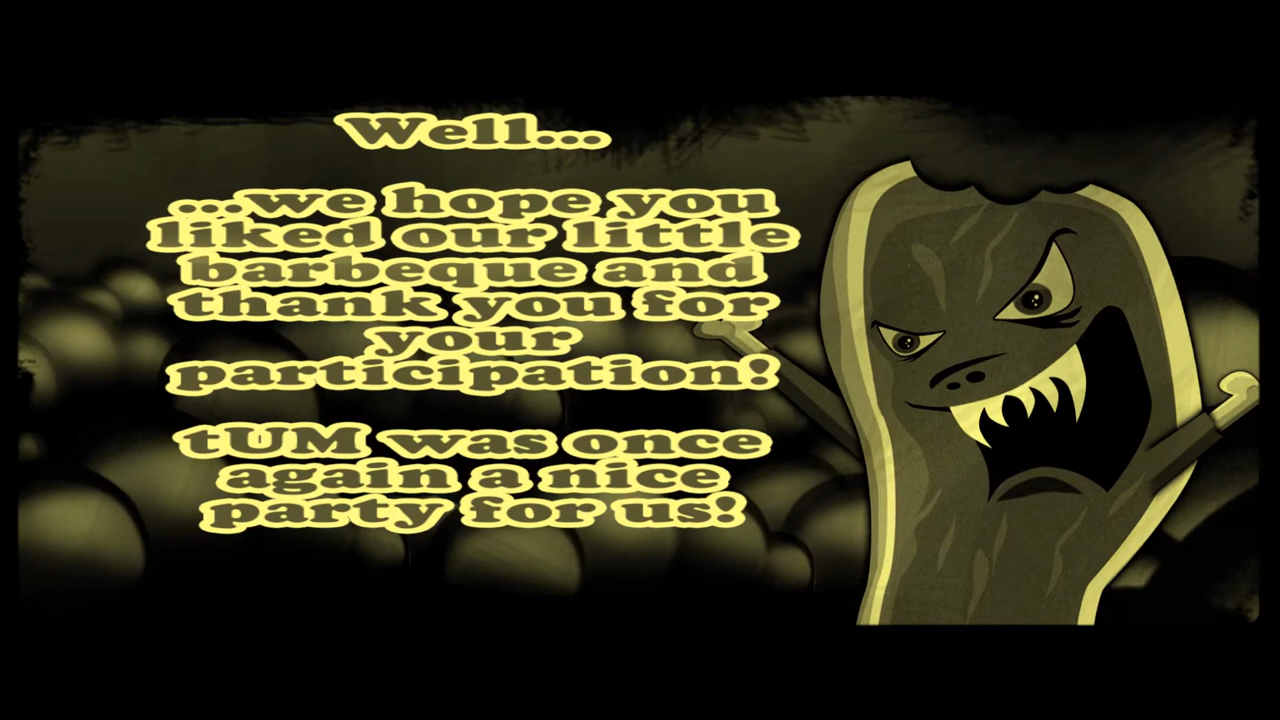 Well...
...we hope you
liked our little
barbeque and
thank you for
your
participation!
tUM was once
again a nice
party for us!